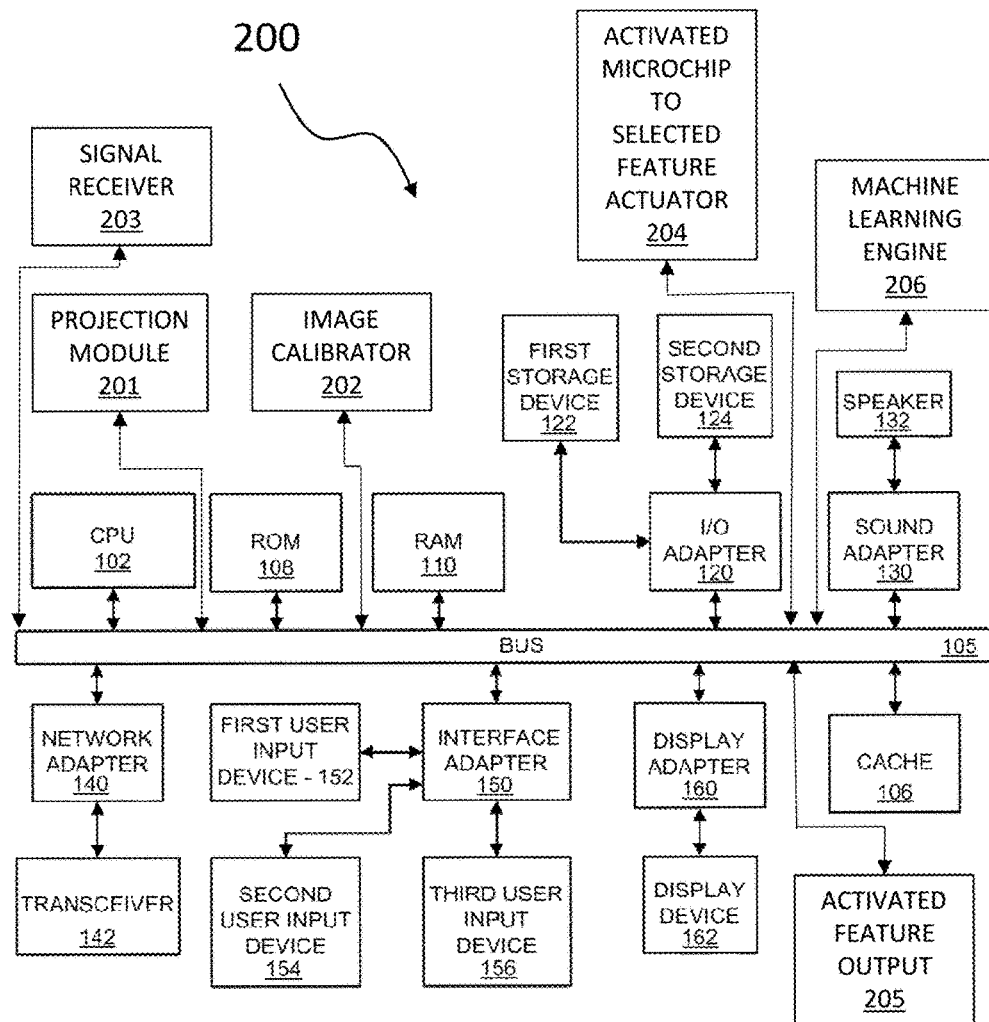 200
ACTIVATED
MICROCHIP
TO
SELECTED
FEATURE
ACTUATOR
204
SIGNAL
RECEIVER
203
MACHINE
LEARNING
ENGINE
206
PROJECTION
MODULE
201
IMAGE
CALIBRATOR
202
FIRST
STORAGE
DEVICE
122
SECOND
STORAGE
DEVICE
124
SPEAKER
132
CPU
102
ROM
108
RAM
110
I/O
ADAPTER
120
SOUND
ADAPTER
130
BUS
105
NETWORK
ADAPTER
140
FIRST USER
INPUT
DEVICE - 152
INTERFACE
ADAPTER
150
DISPLAY
ADAPTER
160
CACHE
106
TRANSCEIVER
142
SECOND
USER INPUT
DEVICE
154
THIRD USER
INPUT
DEVICE
156
DISPLAY
DEVICE
162
ACTIVATED
FEATURE
OUTPUT
205